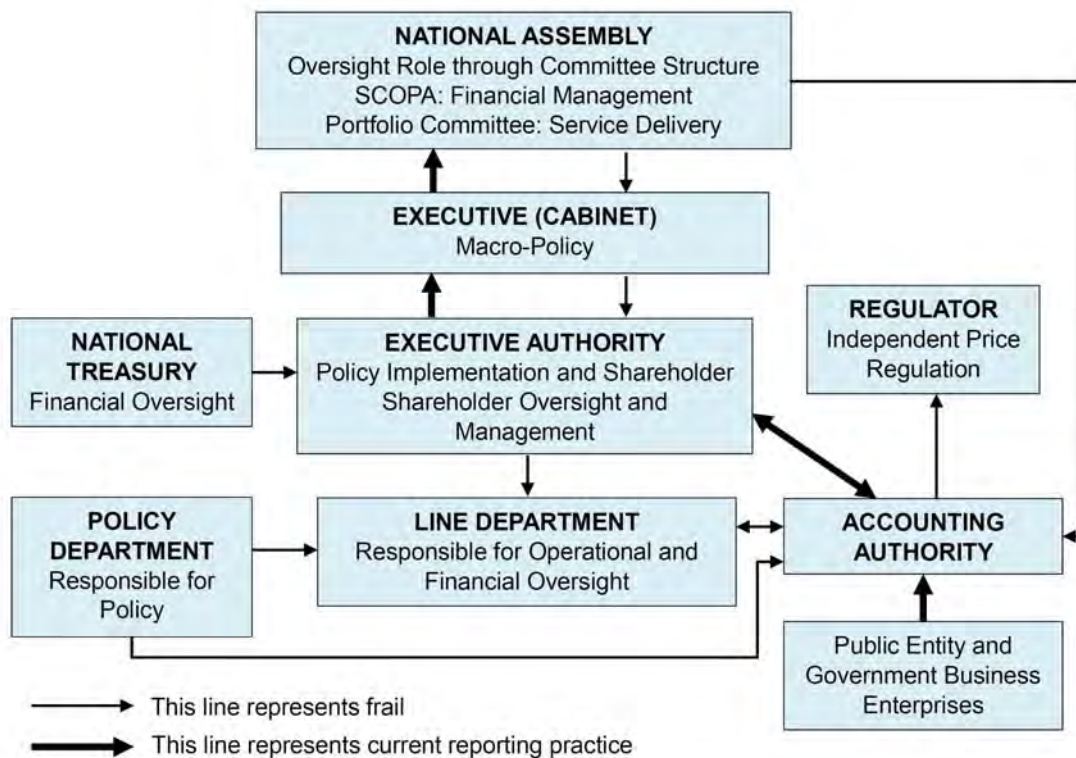 NATIONAL ASSEMBLY
Oversight Role through Committee Structure
SCOPA: Financial Management
Portfolio Committee: Service Delivery
EXECUTIVE (CABINET)
Macro-Policy
NATIONAL
TREASURY
Financial Oversight
EXECUTIVE AUTHORITY
Policy Implementation and Shareholder
Shareholder Oversight and
Management
REGULATOR
Independent Price
Regulation
POLICY
DEPARTMENT
Responsible for
Policy
LINE DEPARTMENT
Responsible for Operational and
Financial Oversight
ACCOUNTING
AUTHORITY
Public Entity and
Government Business
Enterprises
This line represents frail
This line represents current reporting practice